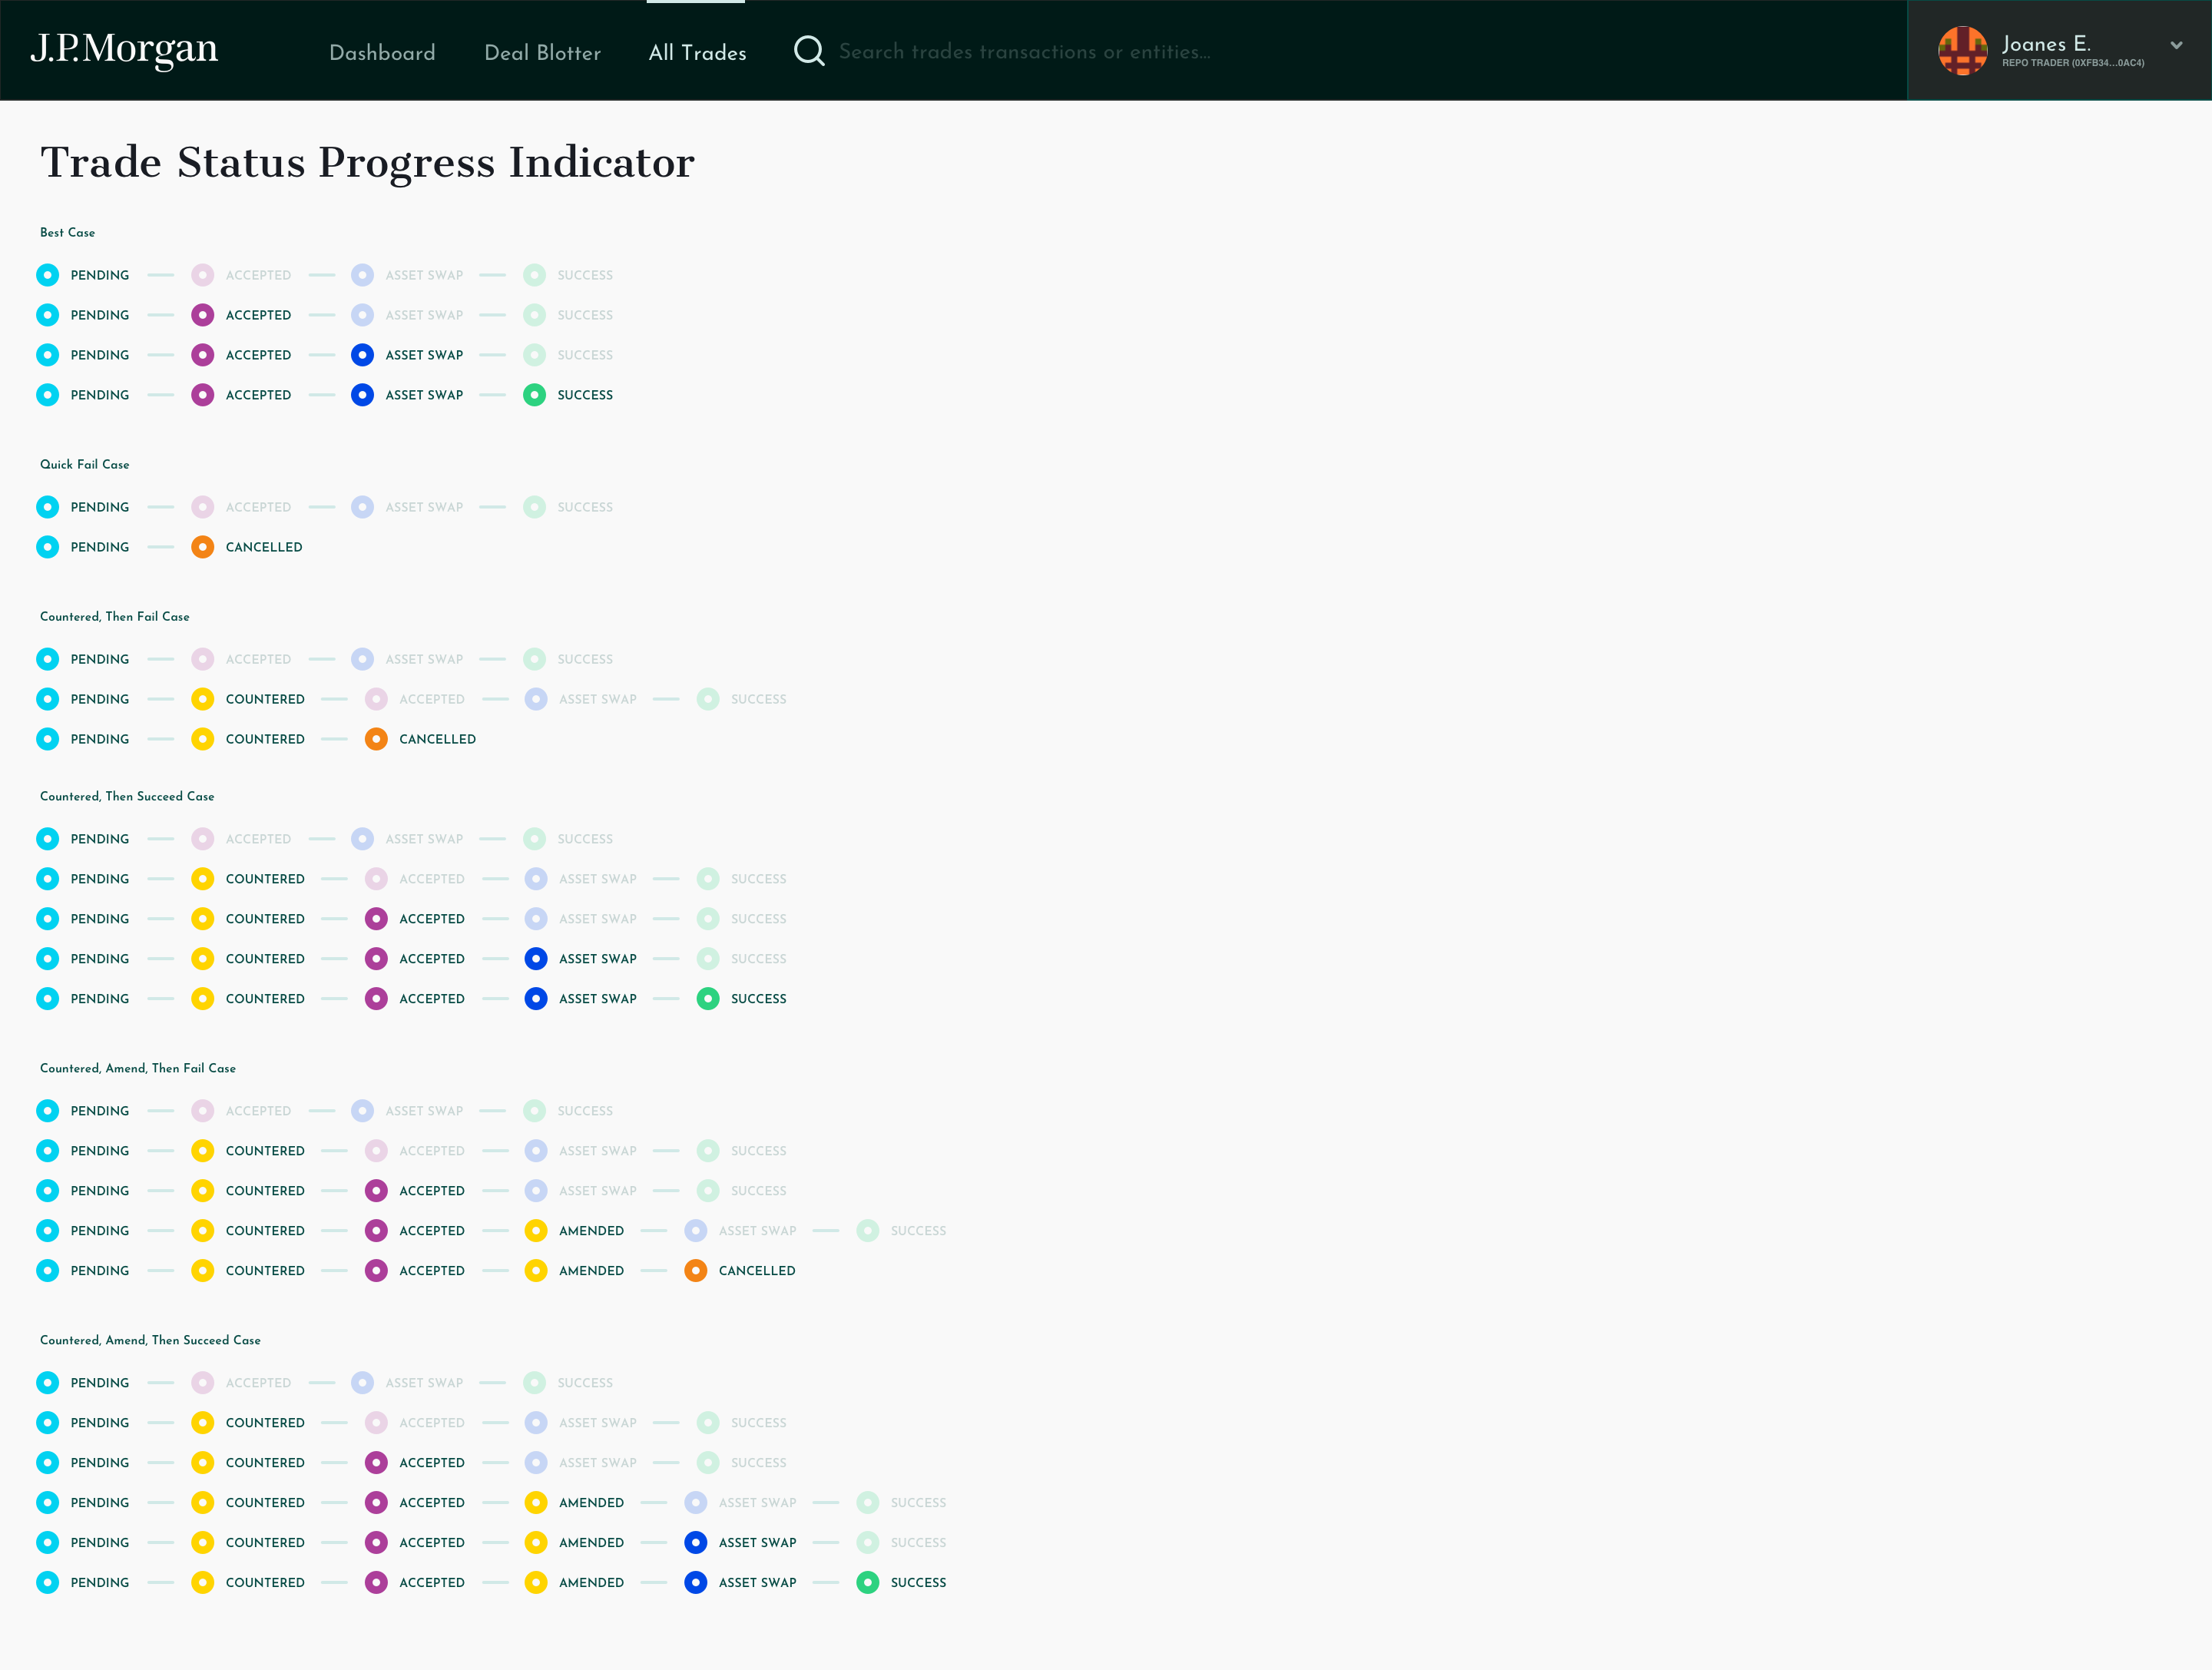 J.P.Morgan Dashboard Deal Blotter All Trades Search trades transactions or entities... Joanes E.
REPO TRADER (0XFB34...0AC4)
Trade Status Progress Indicator
Best Case
PENDING ACCEPTED ASSET SWAP SUCCESS
PENDING ACCEPTED ASSET SWAP SUCCESS
PENDING ACCEPTED ASSET SWAP SUCCESS
PENDING ACCEPTED ASSET SWAP SUCCESS
Quick Fail Case
PENDING ACCEPTED ASSET SWAP SUCCESS
PENDING CANCELLED
Countered, Then Fail Case
PENDING ACCEPTED ASSET SWAP SUCCESS
PENDING COUNTERED ACCEPTED ASSET SWAP SUCCESS
PENDING COUNTERED CANCELLED
Countered, Then Succeed Case
PENDING ACCEPTED ASSET SWAP SUCCESS
PENDING COUNTERED ACCEPTED ASSET SWAP SUCCESS
PENDING COUNTERED ACCEPTED ASSET SWAP SUCCESS
PENDING COUNTERED ACCEPTED ASSET SWAP SUCCESS
PENDING COUNTERED ACCEPTED ASSET SWAP SUCCESS
Countered, Amend, Then Fail Case
PENDING ACCEPTED ASSET SWAP SUCCESS
PENDING COUNTERED ACCEPTED ASSET SWAP SUCCESS
PENDING COUNTERED ACCEPTED ASSET SWAP SUCCESS
PENDING COUNTERED ACCEPTED AMENDED ASSET SWAP SUCCESS
PENDING COUNTERED ACCEPTED AMENDED CANCELLED
Countered, Amend, Then Succeed Case
PENDING ACCEPTED ASSET SWAP SUCCESS
PENDING COUNTERED ACCEPTED ASSET SWAP SUCCESS
PENDING COUNTERED ACCEPTED ASSET SWAP SUCCESS
PENDING COUNTERED ACCEPTED AMENDED ASSET SWAP SUCCESS
PENDING COUNTERED ACCEPTED AMENDED ASSET SWAP SUCCESS
PENDING COUNTERED ACCEPTED AMENDED ASSET SWAP SUCCESS